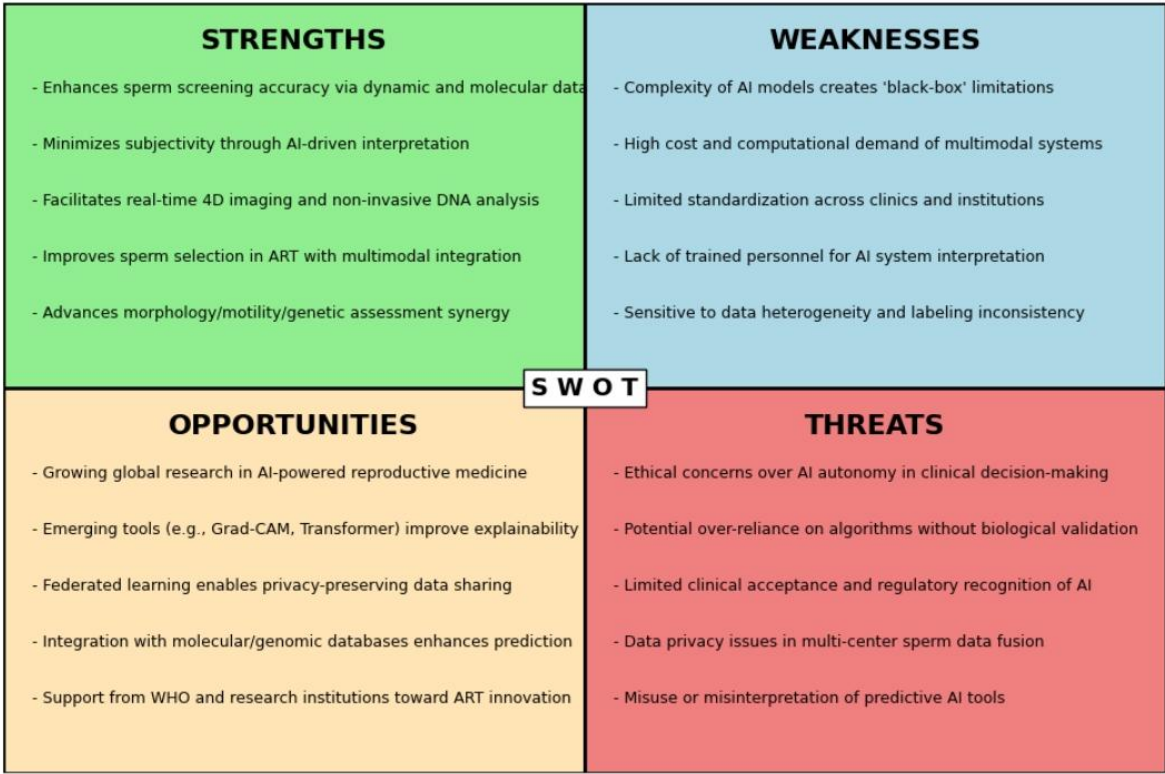 STRENGTHS
- Enhances sperm screening accuracy via dynamic and molecular data
- Minimizes subjectivity through AI-driven interpretation
- Facilitates real-time 4D imaging and non-invasive DNA analysis
- Improves sperm selection in ART with multimodal integration
- Advances morphology/motility/genetic assessment synergy
WEAKNESSES
- Complexity of AI models creates 'black-box' limitations
- High cost and computational demand of multimodal systems
- Limited standardization across clinics and institutions
- Lack of trained personnel for AI system interpretation
- Sensitive to data heterogeneity and labeling inconsistency
S W O T
OPPORTUNITIES
- Growing global research in AI-powered reproductive medicine
- Emerging tools (e.g., Grad-CAM, Transformer) improve explainability
- Federated learning enables privacy-preserving data sharing
- Integration with molecular/genomic databases enhances prediction
- Support from WHO and research institutions toward ART innovation
THREATS
- Ethical concerns over AI autonomy in clinical decision-making
- Potential over-reliance on algorithms without biological validation
- Limited clinical acceptance and regulatory recognition of AI
- Data privacy issues in multi-center sperm data fusion
- Misuse or misinterpretation of predictive AI tools